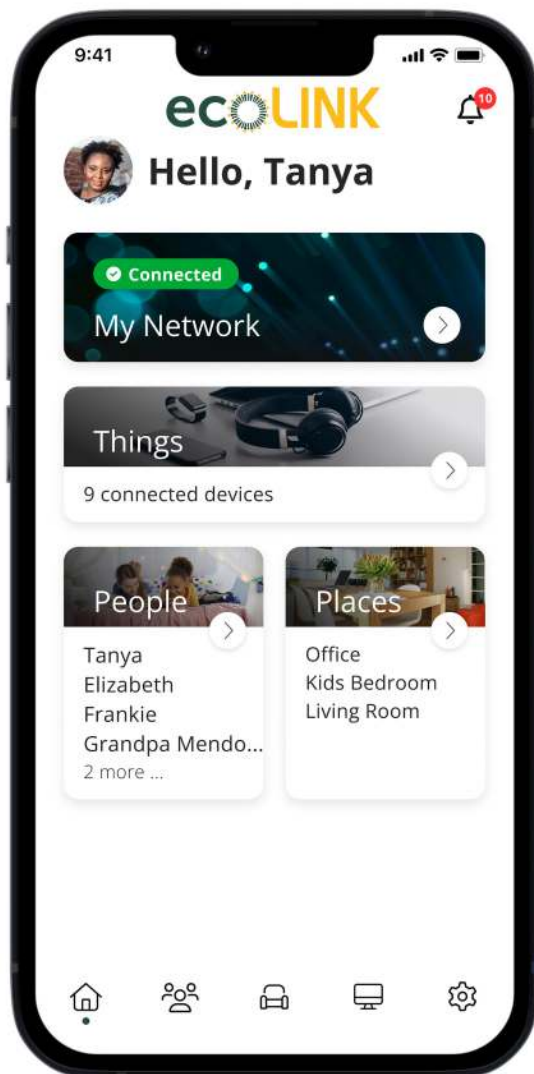 9:41
ecoLINK
10
Hello, Tanya
Connected
My Network
Things
9 connected devices
People
Tanya
Elizabeth
Frankie
Grandpa Mendo...
2 more ...
Places
Office
Kids Bedroom
Living Room